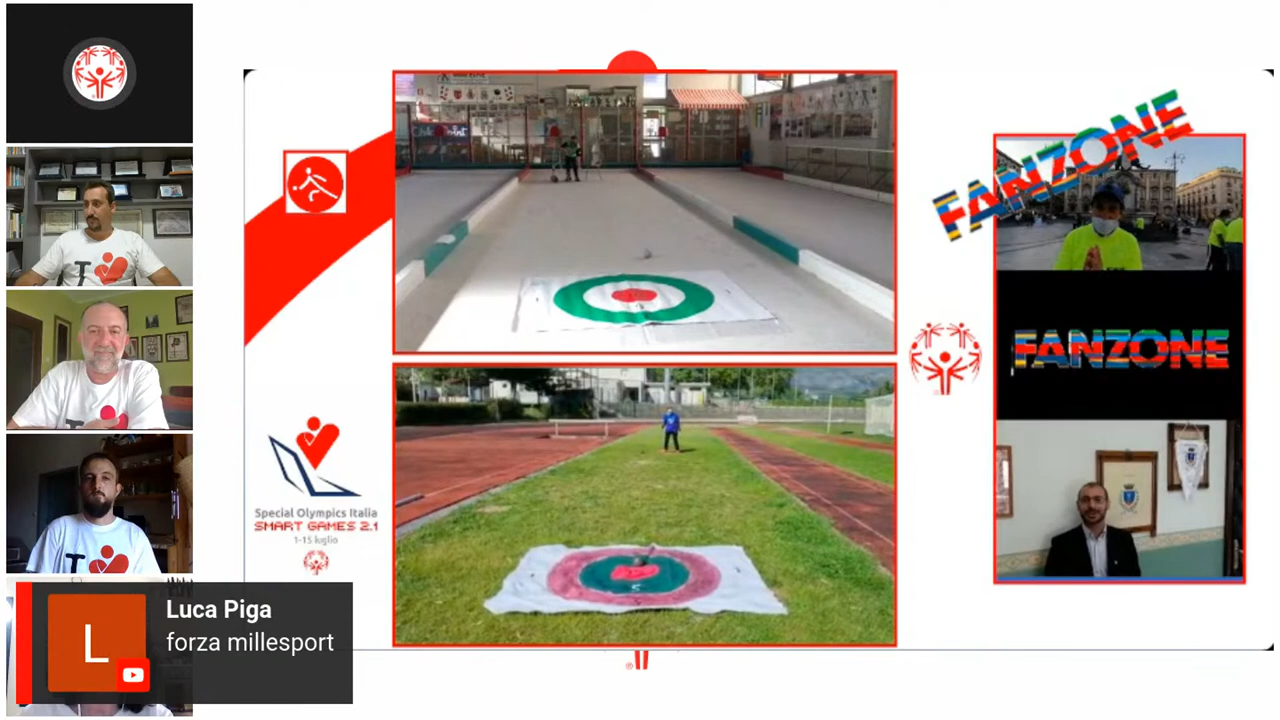 FANZONE
FANZONE
Special Olympics Italia
SMART GAMES 2.1
1-15 luglio
L
Luca Piga
forza millesport